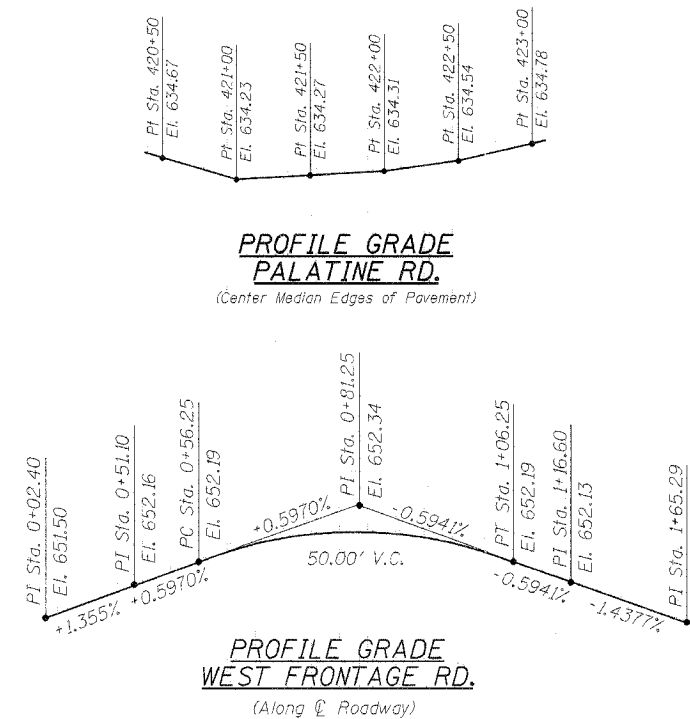 Pt Sta. 420+50
El. 634.67
Pt Sta. 421+00
El. 634.23
Pt Sta. 421+50
El. 634.27
Pt Sta. 422+00
El. 634.31
Pt Sta. 422+50
El. 634.54
Pt Sta. 423+00
El. 634.78
PROFILE GRADE
PALATINE RD.
(Center Median Edges of Pavement)
PI Sta. 0+02.40
El. 651.50
PI Sta. 0+51.10
El. 652.16
PC Sta. 0+56.25
El. 652.19
PI Sta. 0+81.25
El. 652.34
PT Sta. 1+06.25
El. 652.19
PI Sta. 1+16.60
El. 652.13
PI Sta. 1+65.29
+1.355%
+0.5970%
+0.5970%
-0.5941%
50.00' V.C.
-0.5941%
-1.4377%
PROFILE GRADE
WEST FRONTAGE RD.
(Along ℄ Roadway)